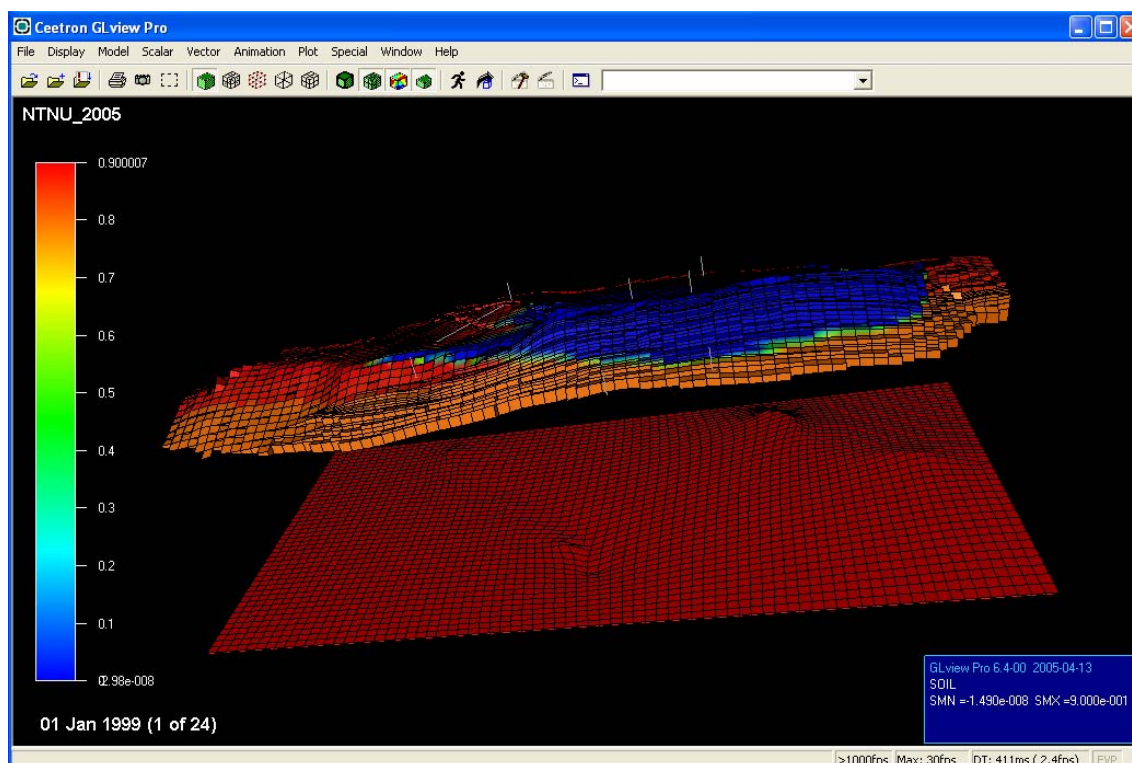 Ceetron GLview Pro
File Display Model Scalar Vector Animation Plot Special Window Help
NTNU_2005
0.900007
0.8
0.7
0.6
0.5
0.4
0.3
0.2
0.1
01 Jan 1999 (1 of 24)
GLview Pro 6.4-00 2005-04-13
SOIL
SMN =-1.490e-008 SMX =9.000e-001
>1000fps Max: 30fps DT: 411ms ( 2.4fps) EVP